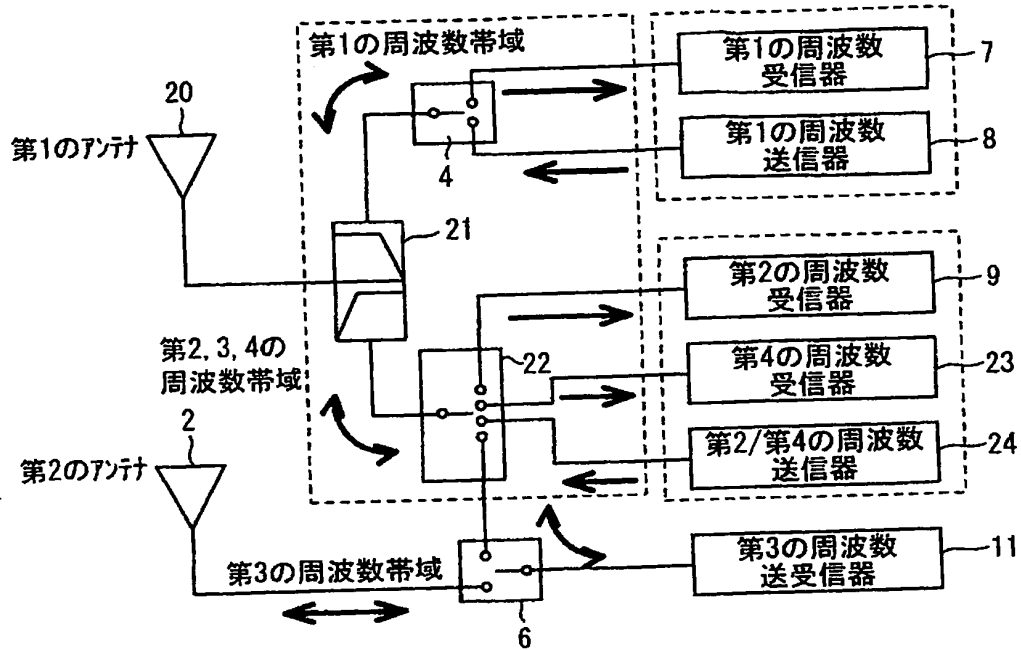 第1の周波数帯域
第1の周波数
受信器
7
20
第1のアンテナ
4
第1の周波数
送信器
8
21
第2の周波数
受信器
9
第2,3,4の
周波数帯域
22
第4の周波数
受信器
23
2
第2のアンテナ
第2/第4の周波数
送信器
24
第3の周波数帯域
第3の周波数
送受信器
11
6